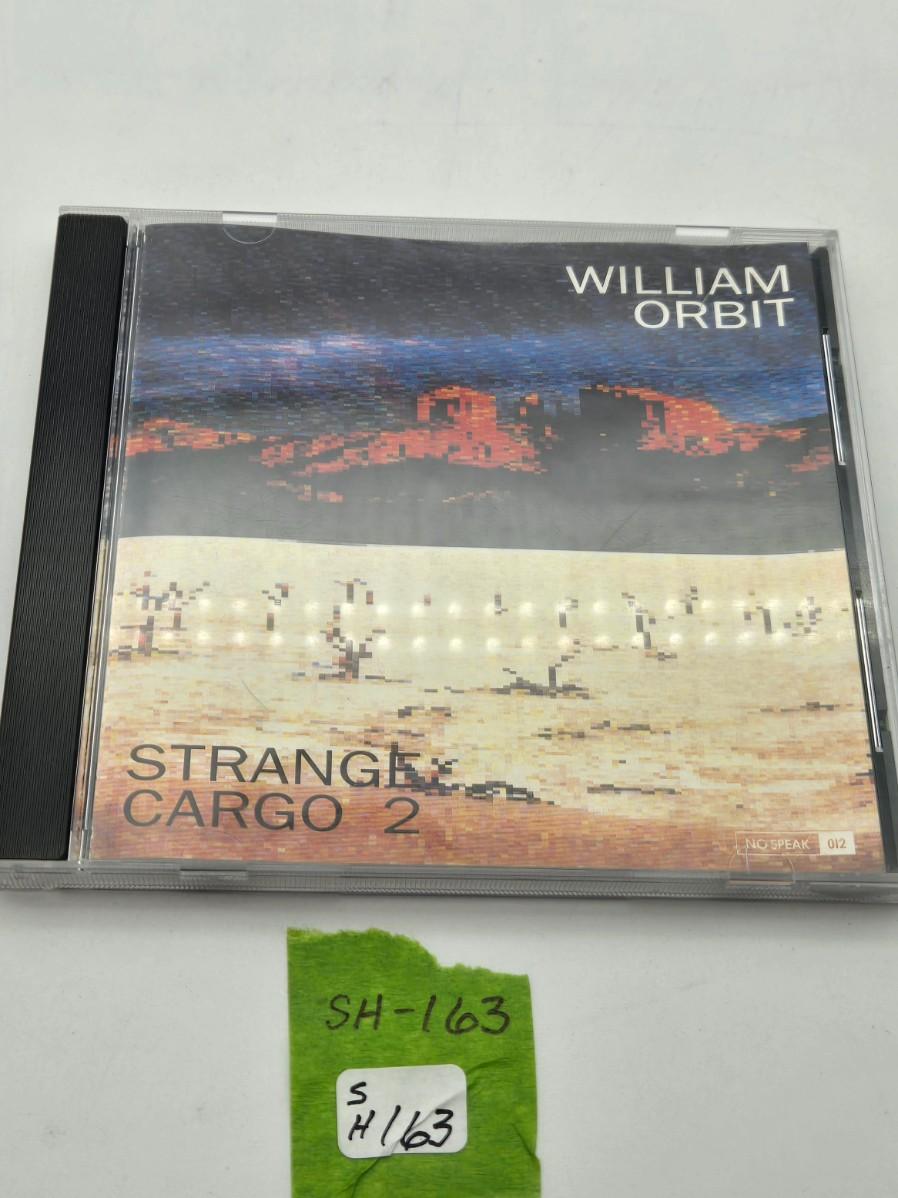 WILLIAM
ORBIT
STRANGE
CARGO 2
NO SPEAK 012
SH-163
S
H163